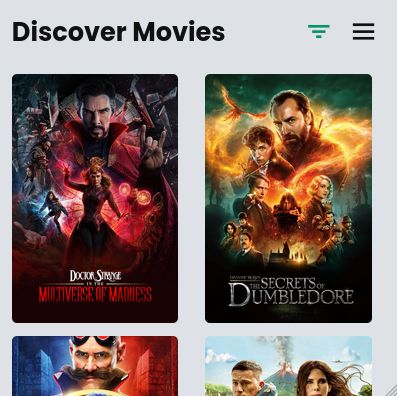 Discover Movies
DOCTOR STRANGE
IN THE
MULTIVERSE OF MADNESS
FANTASTIC BEASTS
THE SECRETS OF
DUMBLEDORE